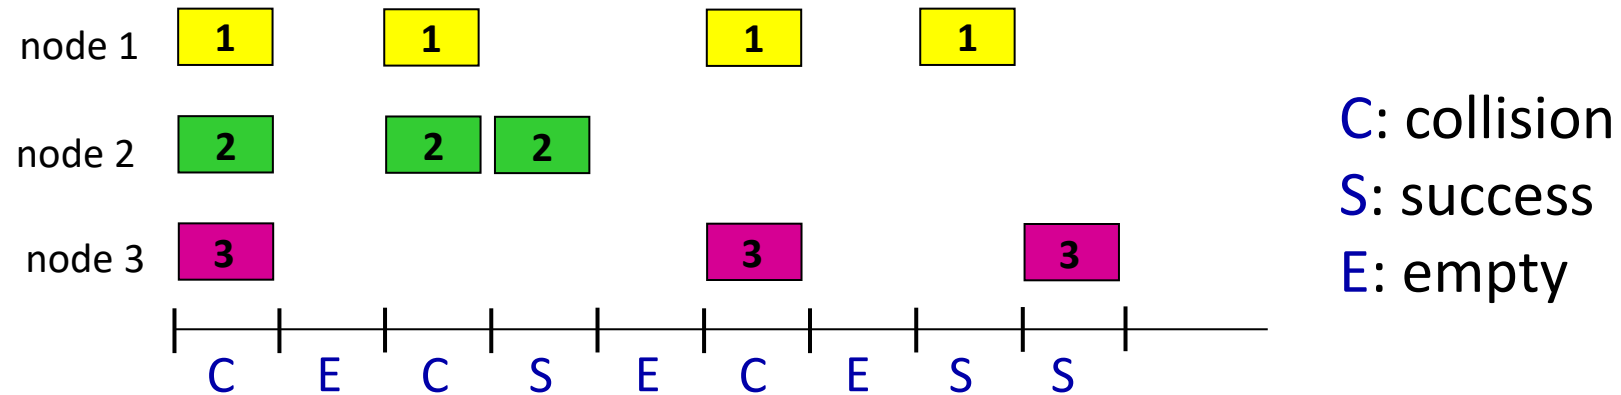 node 1 1 1 1 1
node 2 2 2 2
node 3 3 3 3
C E C S E C E S S
C: collision
S: success
E: empty